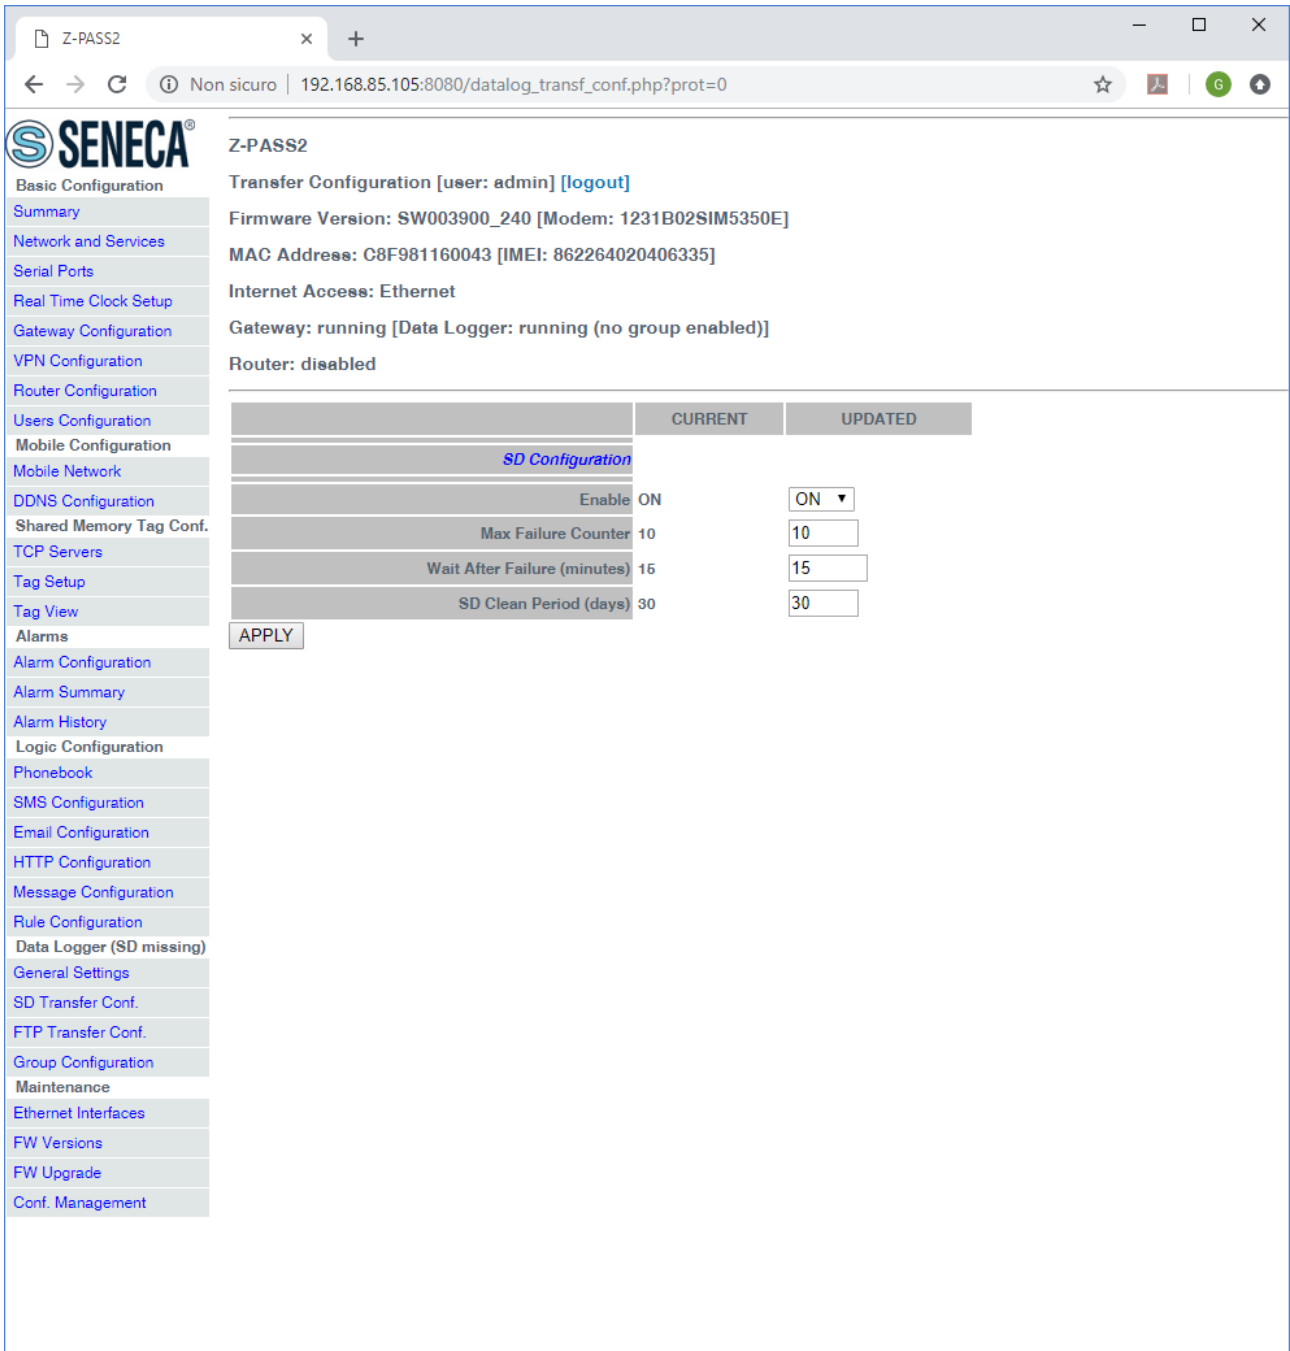 Z-PASS2
Non sicuro | 192.168.85.105:8080/datalog_transf_conf.php?prot=0
G
S SENECA®
Basic Configuration
Summary
Network and Services
Serial Ports
Real Time Clock Setup
Gateway Configuration
VPN Configuration
Router Configuration
Users Configuration
Mobile Configuration
Mobile Network
DDNS Configuration
Shared Memory Tag Conf.
TCP Servers
Tag Setup
Tag View
Alarms
Alarm Configuration
Alarm Summary
Alarm History
Logic Configuration
Phonebook
SMS Configuration
Email Configuration
HTTP Configuration
Message Configuration
Rule Configuration
Data Logger (SD missing)
General Settings
SD Transfer Conf.
FTP Transfer Conf.
Group Configuration
Maintenance
Ethernet Interfaces
FW Versions
FW Upgrade
Conf. Management
Z-PASS2
Transfer Configuration [user: admin] [logout]
Firmware Version: SW003900_240 [Modem: 1231B02SIM5350E]
MAC Address: C8F981160043 [IMEI: 862264020406335]
Internet Access: Ethernet
Gateway: running [Data Logger: running (no group enabled)]
Router: disabled
CURRENT UPDATED
SD Configuration
Enable ON ON
Max Failure Counter 10 10
Wait After Failure (minutes) 15 15
SD Clean Period (days) 30 30
APPLY